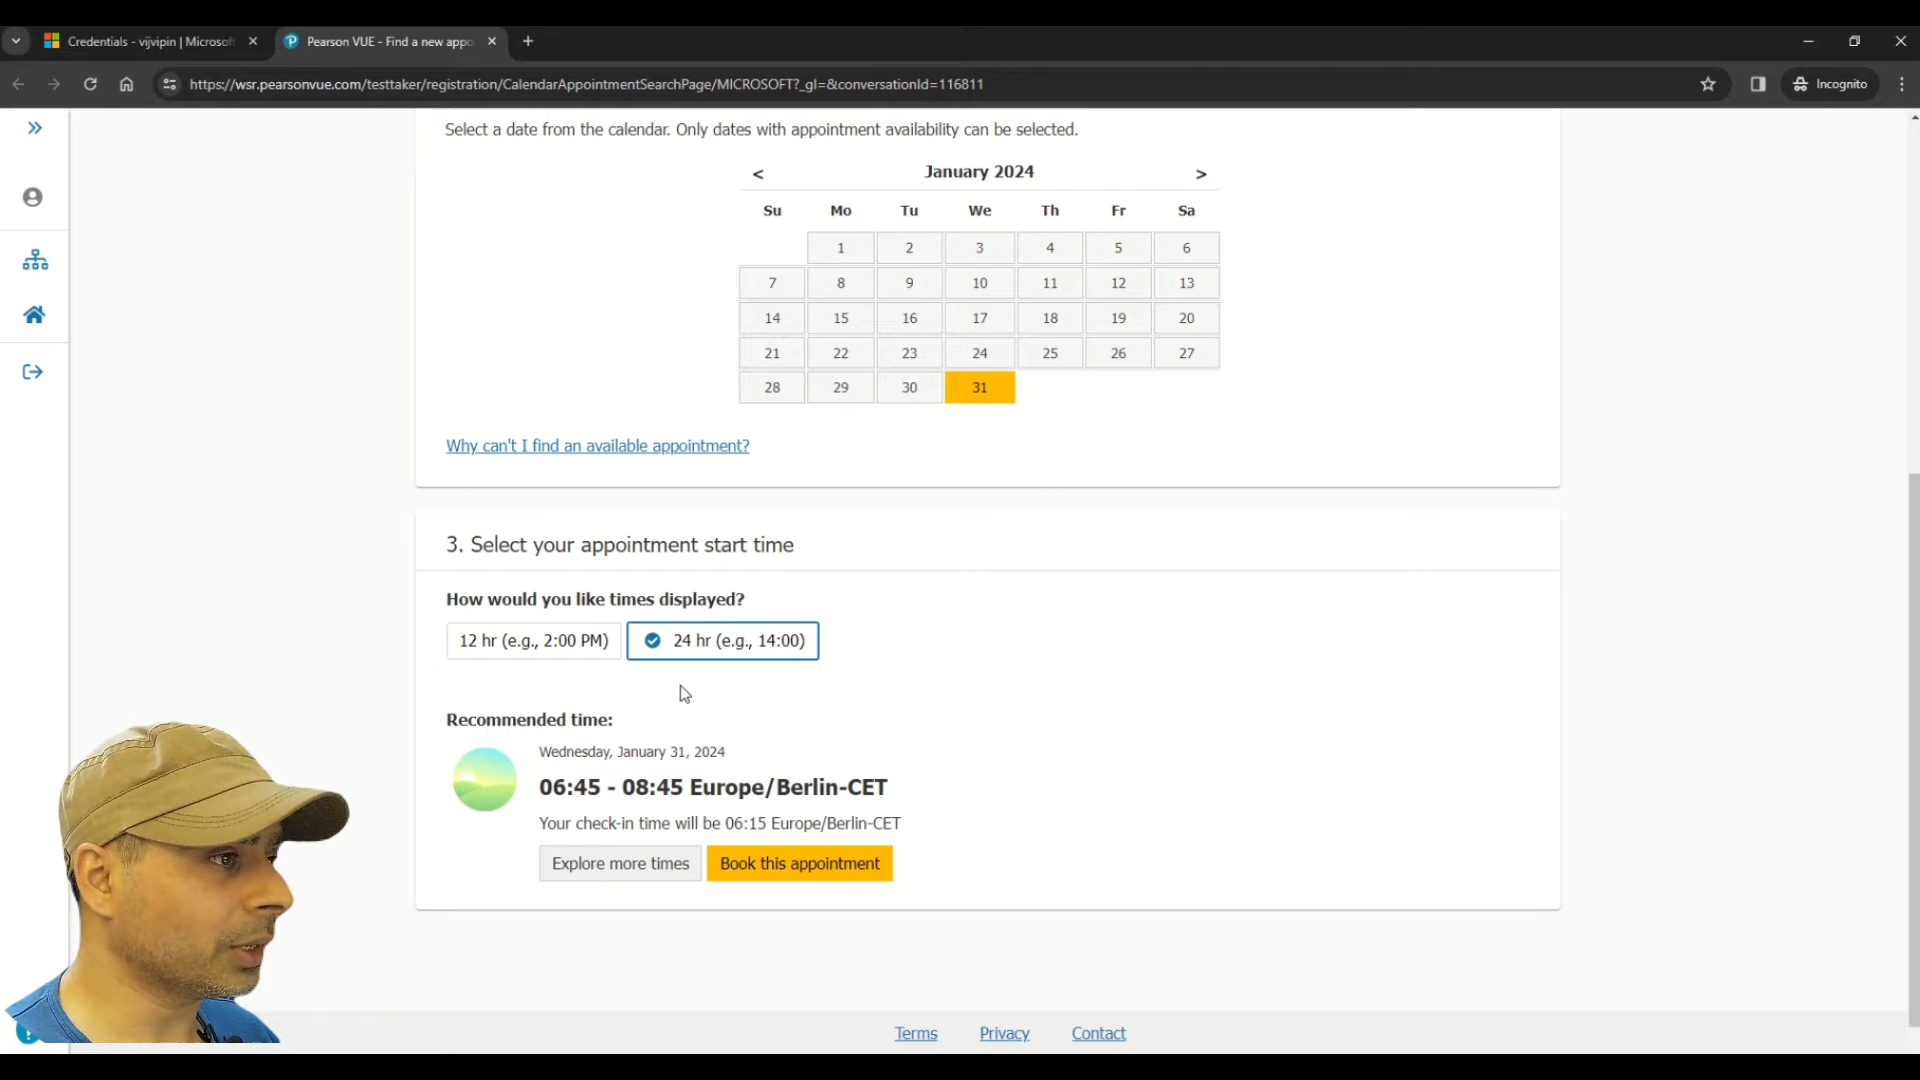 Credentials - vijvipin | Microsof
Pearson VUE - Find a new appo
https://wsr.pearsonvue.com/testtaker/registration/CalendarAppointmentSearchPage/MICROSOFT?_gl=&conversationId=116811
Incognito
Select a date from the calendar. Only dates with appointment availability can be selected.
< January 2024 >
Su Mo Tu We Th Fr Sa
1 2 3 4 5 6
7 8 9 10 11 12 13
14 15 16 17 18 19 20
21 22 23 24 25 26 27
28 29 30 31
Why can't I find an available appointment?
3. Select your appointment start time
How would you like times displayed?
12 hr (e.g., 2:00 PM) 24 hr (e.g., 14:00)
Recommended time:
Wednesday, January 31, 2024
06:45 - 08:45 Europe/Berlin-CET
Your check-in time will be 06:15 Europe/Berlin-CET
Explore more times Book this appointment
Terms Privacy Contact